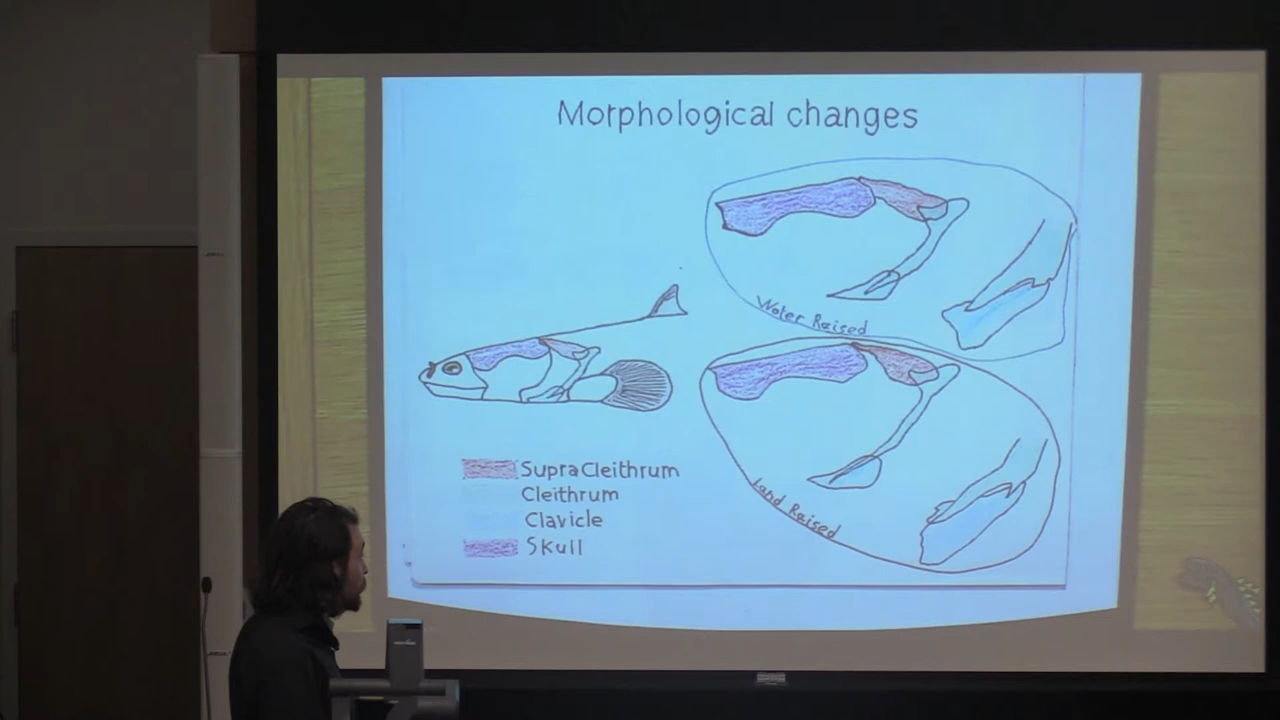 Morphological changes
Water Raised
Land Raised
SupraCleithrum
Cleithrum
Clavicle
Skull